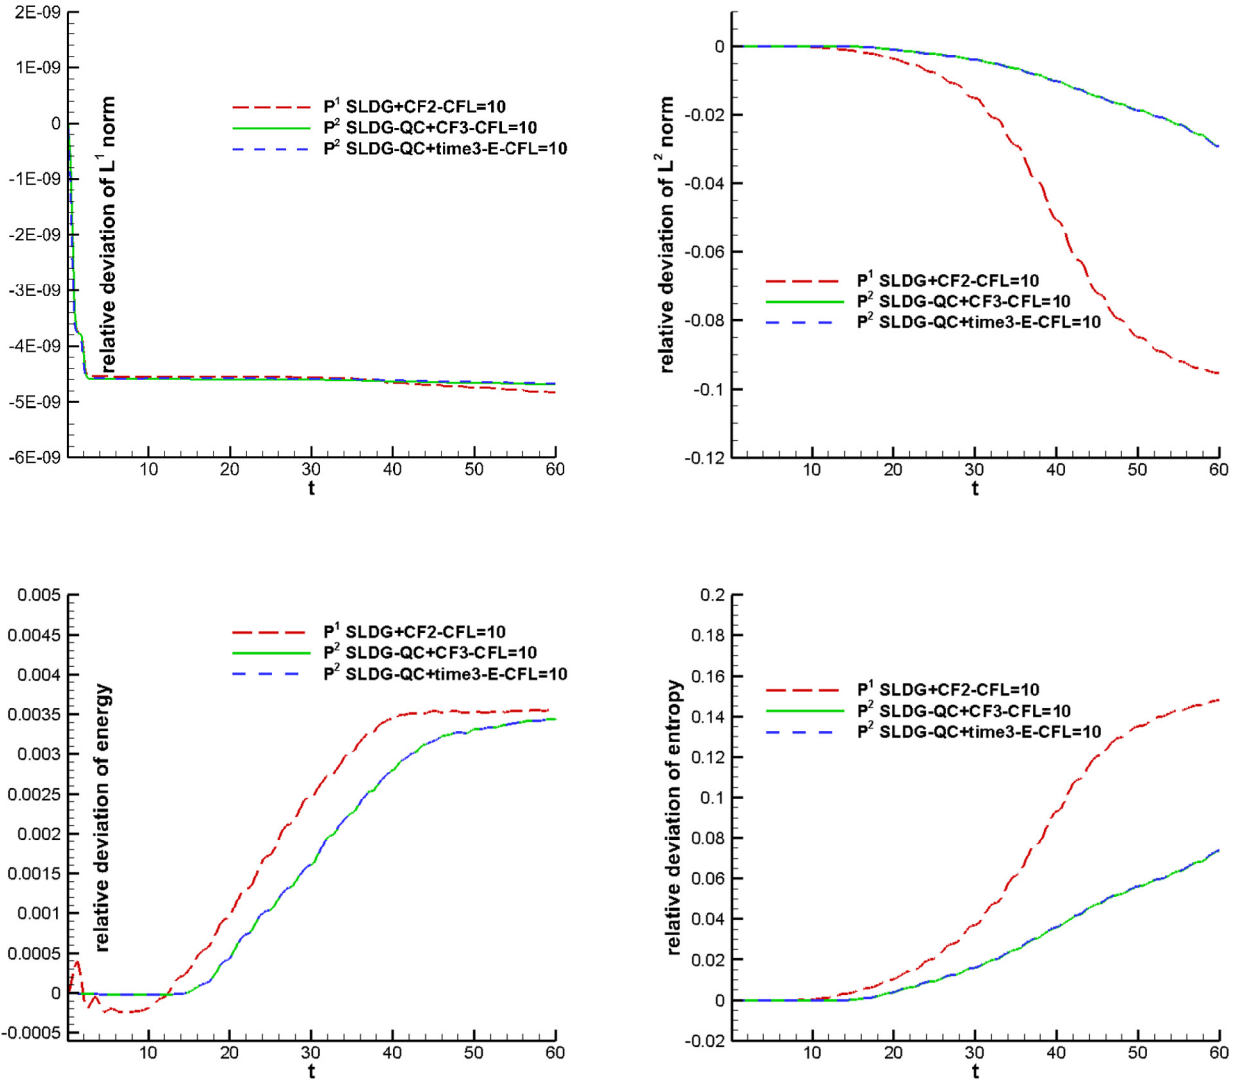 2E-09
1E-09
0
-1E-09
-2E-09
-3E-09
-4E-09
-5E-09
-6E-09
relative deviation of L¹ norm
P¹ SLDG+CF2-CFL=10
P² SLDG-QC+CF3-CFL=10
P² SLDG-QC+time3-E-CFL=10
10 20 30 40 50 60
t
0
-0.02
-0.04
-0.06
-0.08
-0.1
-0.12
relative deviation of L² norm
P¹ SLDG+CF2-CFL=10
P² SLDG-QC+CF3-CFL=10
P² SLDG-QC+time3-E-CFL=10
10 20 30 40 50 60
t
0.005
0.0045
0.004
0.0035
0.003
0.0025
0.002
0.0015
0.001
0.0005
0
-0.0005
relative deviation of energy
P¹ SLDG+CF2-CFL=10
P² SLDG-QC+CF3-CFL=10
P² SLDG-QC+time3-E-CFL=10
10 20 30 40 50 60
t
0.2
0.18
0.16
0.14
0.12
0.1
0.08
0.06
0.04
0.02
0
-0.02
relative deviation of entropy
P¹ SLDG+CF2-CFL=10
P² SLDG-QC+CF3-CFL=10
P² SLDG-QC+time3-E-CFL=10
10 20 30 40 50 60
t